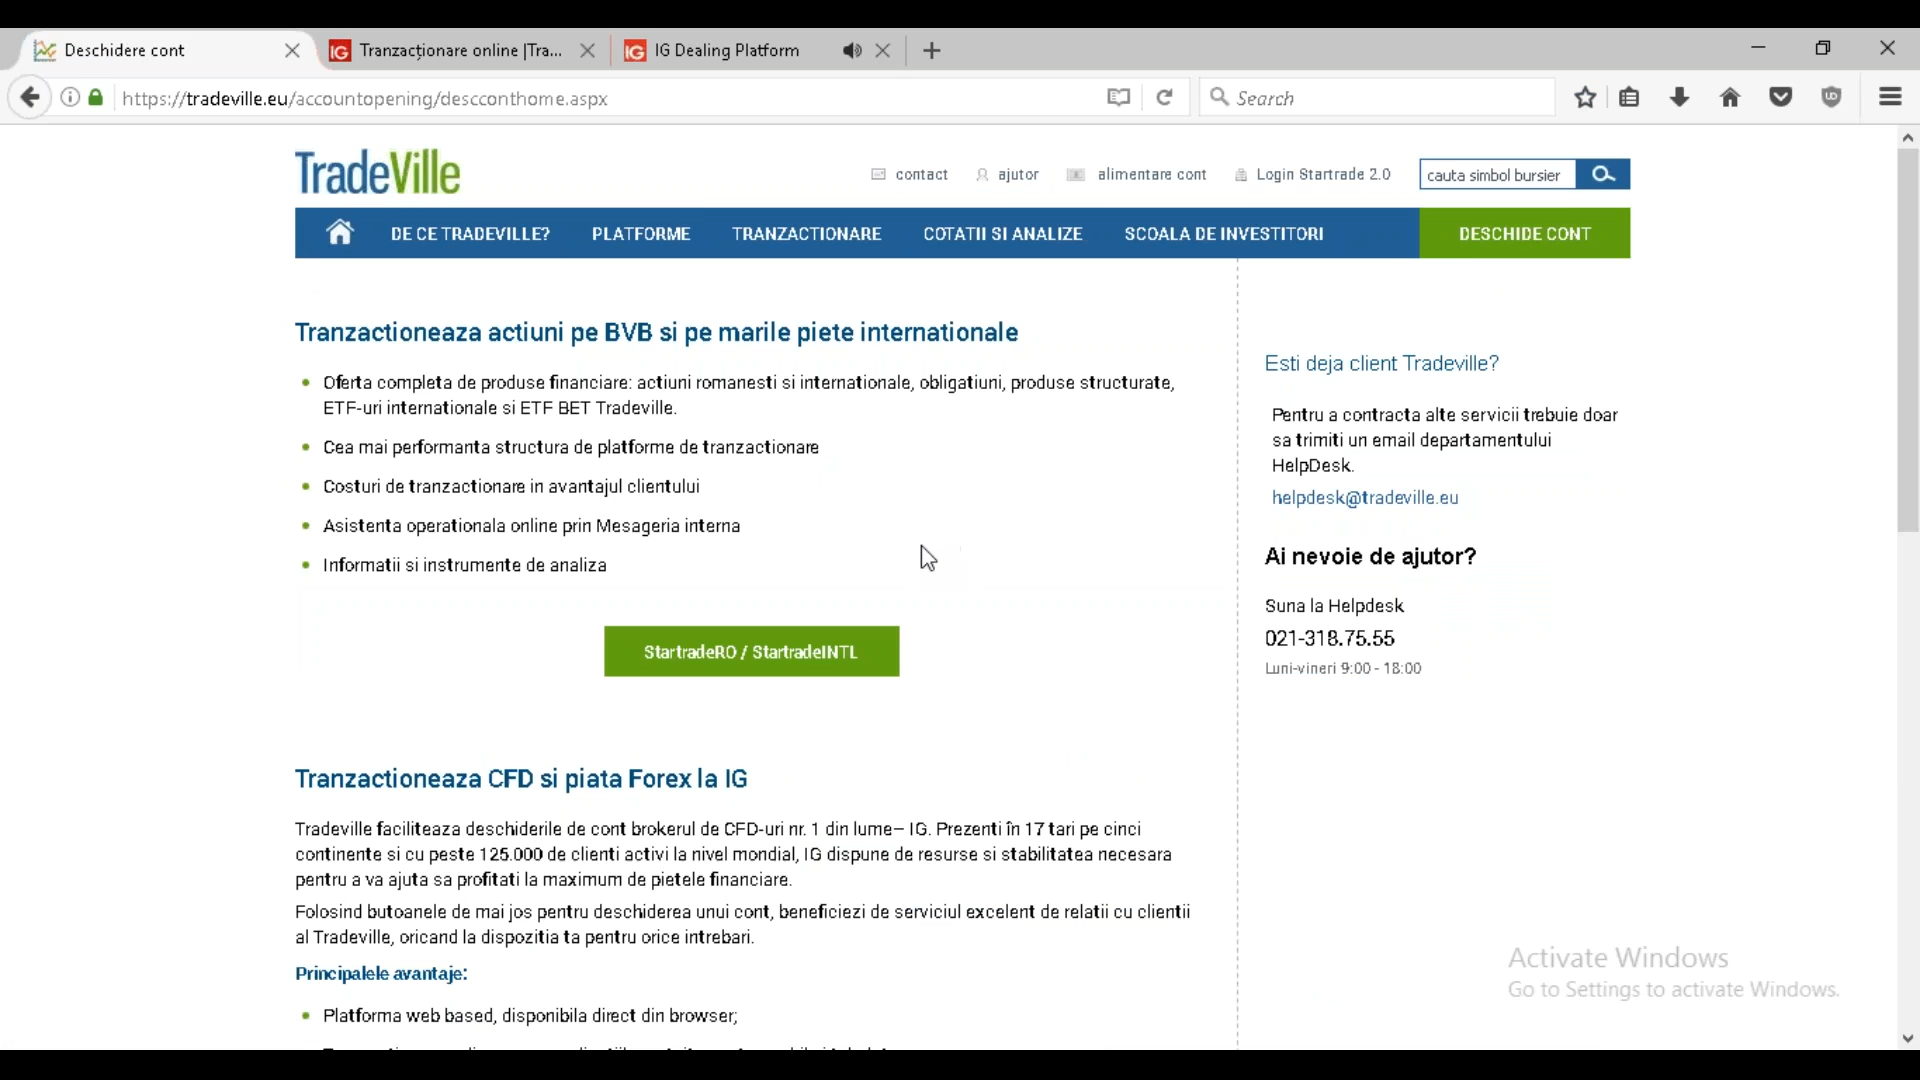 Deschidere cont
Tranzacționare online |Tra...
IG Dealing Platform
https://tradeville.eu/accountopening/descconthome.aspx
Search
TradeVille
contact
ajutor
alimentare cont
Login Startrade 2.0
cauta simbol bursier
DE CE TRADEVILLE?
PLATFORME
TRANZACTIONARE
COTATII SI ANALIZE
SCOALA DE INVESTITORI
DESCHIDE CONT
Tranzactioneaza actiuni pe BVB si pe marile piete internationale
Oferta completa de produse financiare: actiuni romanesti si internationale, obligatiuni, produse structurate,
ETF-uri internationale si ETF BET Tradeville.
Cea mai performanta structura de platforme de tranzactionare
Costuri de tranzactionare in avantajul clientului
Asistenta operationala online prin Mesageria interna
Informatii si instrumente de analiza
StartradeRO / StartradeINTL
Esti deja client Tradeville?
Pentru a contracta alte servicii trebuie doar
sa trimiti un email departamentului
HelpDesk.
helpdesk@tradeville.eu
Ai nevoie de ajutor?
Suna la Helpdesk
021-318.75.55
Luni-vineri 9:00 - 18:00
Tranzactioneaza CFD si piata Forex la IG
Tradeville faciliteaza deschiderile de cont brokerul de CFD-uri nr. 1 din lume– IG. Prezenti în 17 tari pe cinci
continente si cu peste 125.000 de clienti activi la nivel mondial, IG dispune de resurse si stabilitatea necesara
pentru a va ajuta sa profitati la maximum de pietele financiare.
Folosind butoanele de mai jos pentru deschiderea unui cont, beneficiezi de serviciul excelent de relatii cu clientii
al Tradeville, oricand la dispozitia ta pentru orice intrebari.
Principalele avantaje:
Platforma web based, disponibila direct din browser;
Activate Windows
Go to Settings to activate Windows.